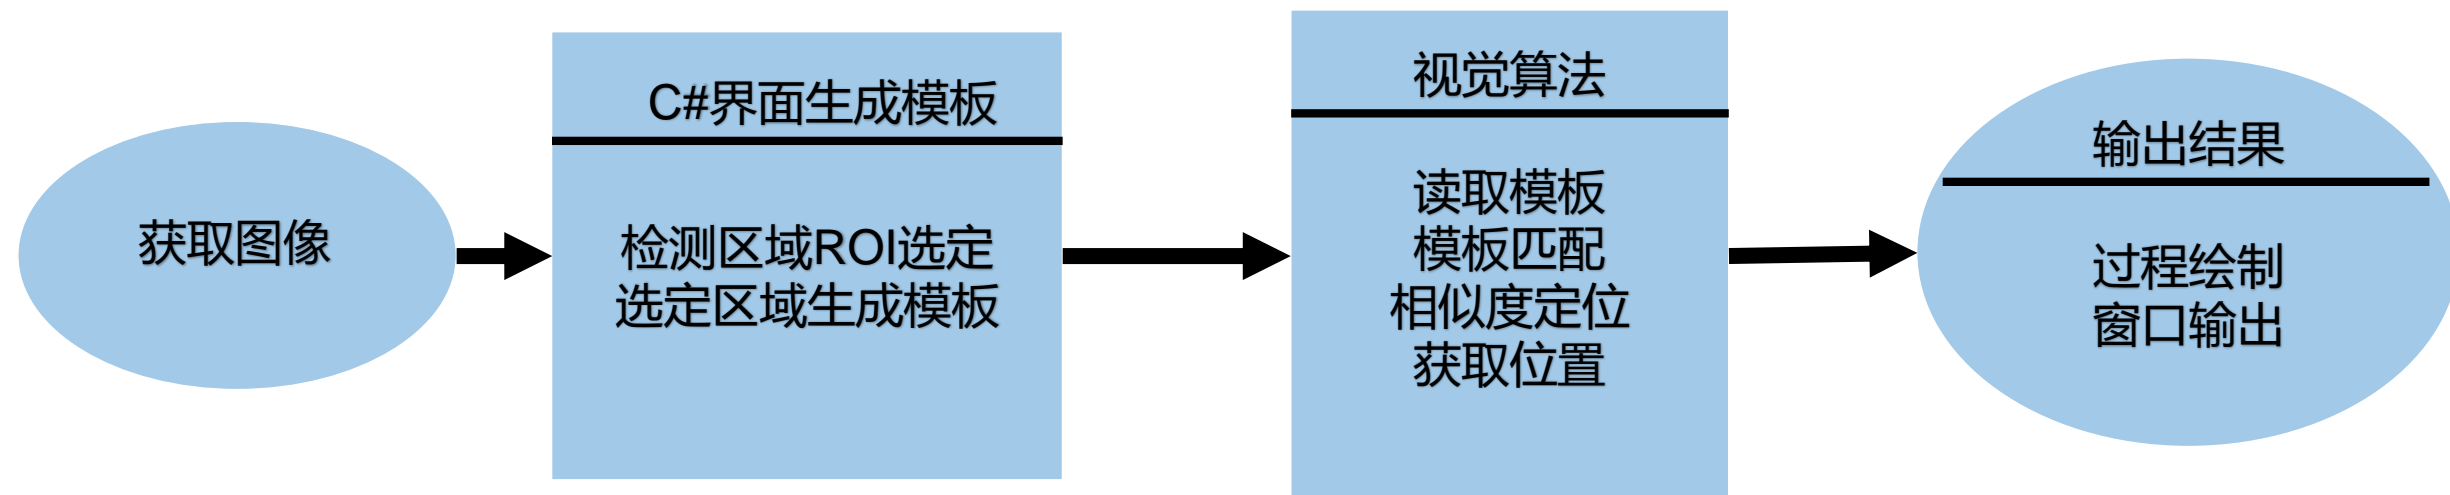 获取图像
C#界面生成模板
检测区域ROI选定
选定区域生成模板
视觉算法
读取模板
模板匹配
相似度定位
获取位置
输出结果
过程绘制
窗口输出